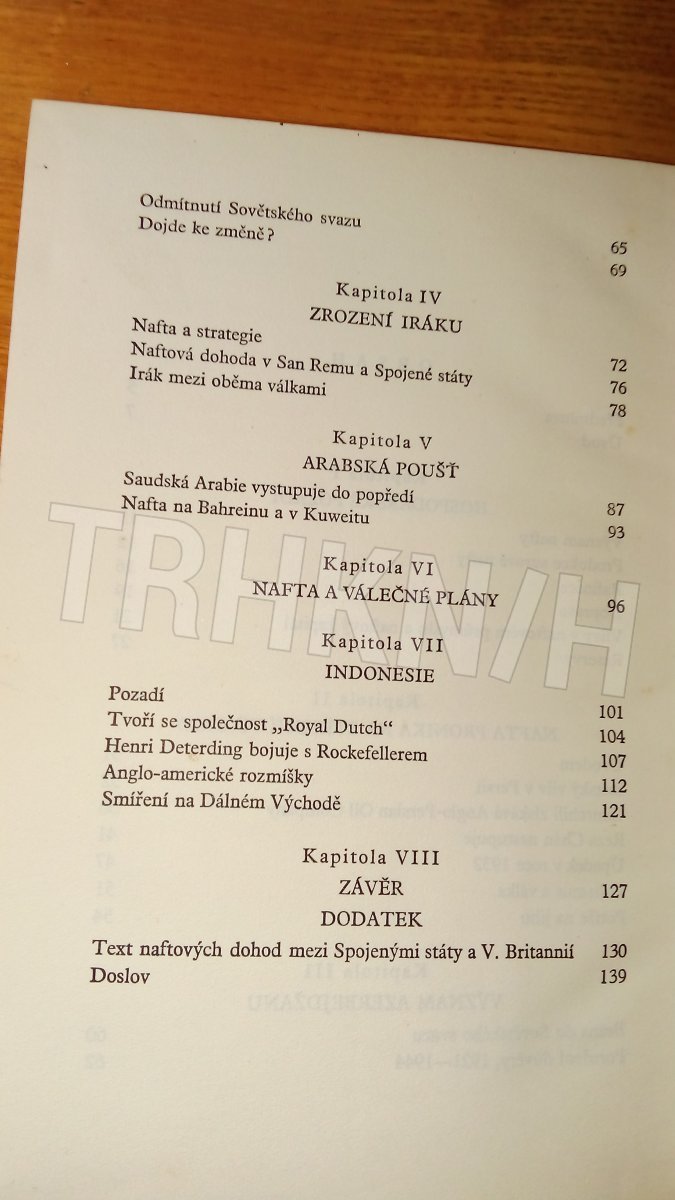 Odmítnutí Sovětského svazu 65
Dojde ke změně? 69
Kapitola IV
ZROZENÍ IRÁKU
Nafta a strategie 72
Naftová dohoda v San Remu a Spojené státy 76
Irák mezi oběma válkami 78
Kapitola V
ARABSKÁ POUŠŤ
Saudská Arabie vystupuje do popředí 87
Nafta na Bahreinu a v Kuweitu 93
TRHKN/H
Kapitola VI
NAFTA A VÁLEČNÉ PLÁNY 96
Kapitola VII
INDONESIE
Pozadí 101
Tvoří se společnost „Royal Dutch“ 104
Henri Deterding bojuje s Rockefellerem 107
Anglo-americké rozmíšky 112
Smíření na Dálném Východě 121
Kapitola VIII
ZÁVĚR 127
DODATEK
Text naftových dohod mezi Spojenými státy a V. Britannií 130
Doslov 139